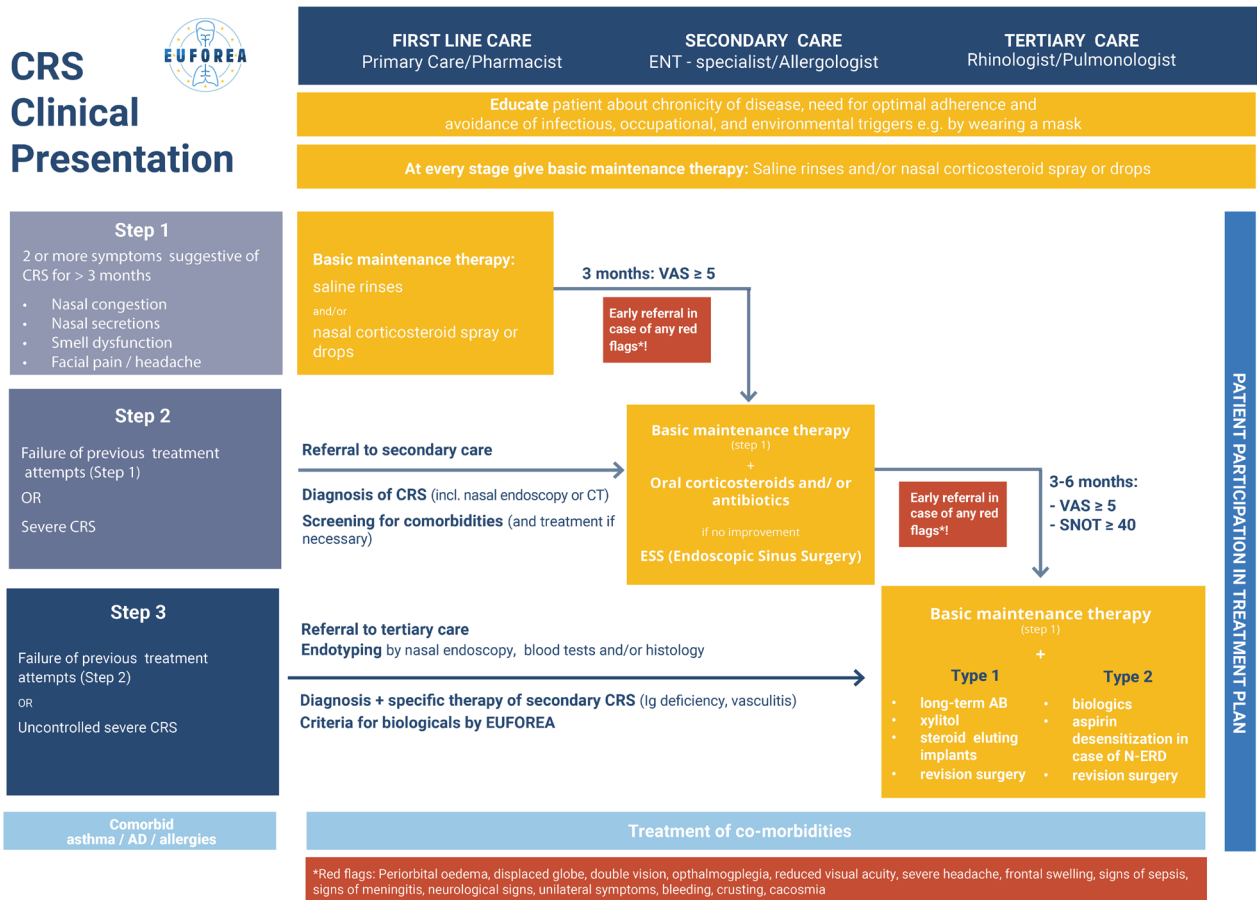 CRS
Clinical
Presentation
EUFOREA
FIRST LINE CARE
Primary Care/Pharmacist
SECONDARY CARE
ENT - specialist/Allergologist
TERTIARY CARE
Rhinologist/Pulmonologist
Educate patient about chronicity of disease, need for optimal adherence and
avoidance of infectious, occupational, and environmental triggers e.g. by wearing a mask
At every stage give basic maintenance therapy: Saline rinses and/or nasal corticosteroid spray or drops
Step 1
2 or more symptoms suggestive of
CRS for > 3 months
• Nasal congestion
• Nasal secretions
• Smell dysfunction
• Facial pain / headache
Basic maintenance therapy:
saline rinses
and/or
nasal corticosteroid spray or
drops
3 months: VAS ≥ 5
Early referral in
case of any red
flags*!
Step 2
Failure of previous treatment
attempts (Step 1)
OR
Severe CRS
Referral to secondary care
Diagnosis of CRS (incl. nasal endoscopy or CT)
Screening for comorbidities (and treatment if
necessary)
Basic maintenance therapy
(step 1)
+
Oral corticosteroids and/ or
antibiotics
if no improvement
ESS (Endoscopic Sinus Surgery)
Early referral in
case of any red
flags*!
3-6 months:
- VAS ≥ 5
- SNOT ≥ 40
Step 3
Failure of previous treatment
attempts (Step 2)
OR
Uncontrolled severe CRS
Referral to tertiary care
Endotyping by nasal endoscopy, blood tests and/or histology
Diagnosis + specific therapy of secondary CRS (Ig deficiency, vasculitis)
Criteria for biologicals by EUFOREA
Basic maintenance therapy
(step 1)
+
Type 1
• long-term AB
• xylitol
• steroid eluting
implants
• revision surgery
Type 2
• biologics
• aspirin
desensitization in
case of N-ERD
• revision surgery
PATIENT PARTICIPATION IN TREATMENT PLAN
Comorbid
asthma / AD / allergies
Treatment of co-morbidities
*Red flags: Periorbital oedema, displaced globe, double vision, opthalmogplegia, reduced visual acuity, severe headache, frontal swelling, signs of sepsis,
signs of meningitis, neurological signs, unilateral symptoms, bleeding, crusting, cacosmia